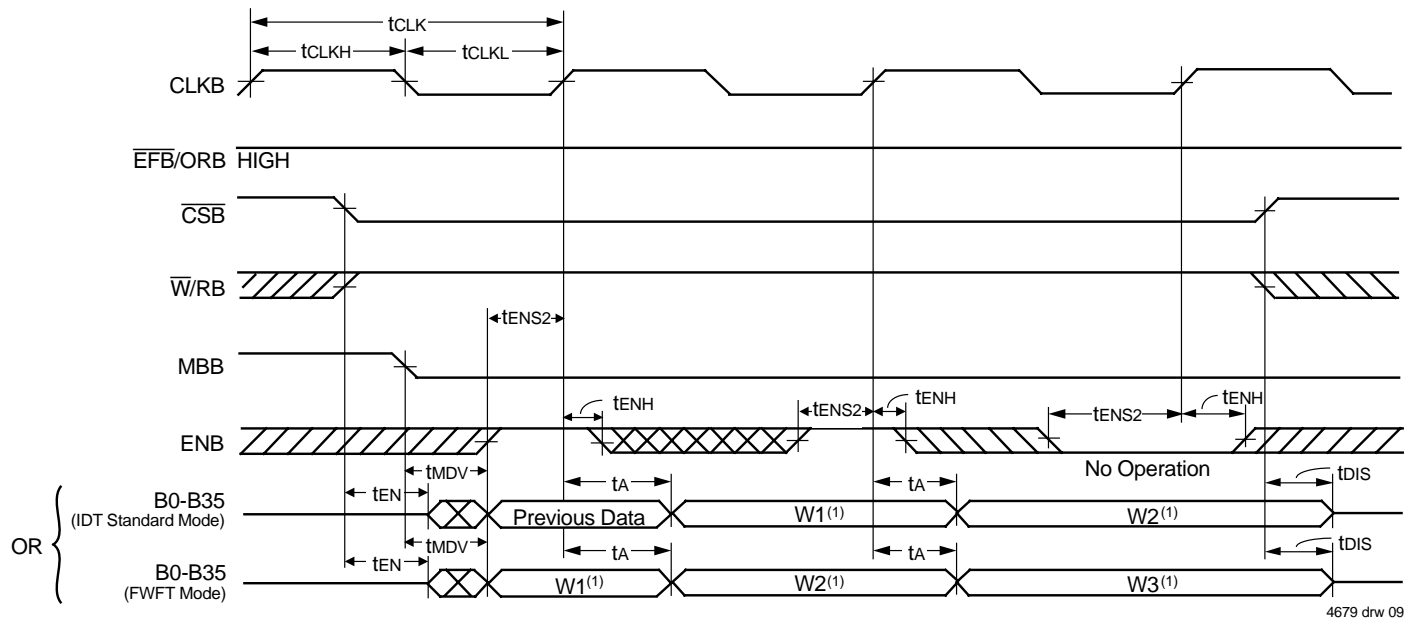 tCLK
tCLKH
tCLKL
CLKB
EFB/ORB HIGH
CSB
W/RB
tENS2
MBB
tENH
tENS2
tENH
tENS2
tENH
ENB
No Operation
tMDV
tEN
tA
tA
tDIS
B0-B35
(IDT Standard Mode)
Previous Data
W1(1)
W2(1)
OR
tMDV
tEN
tA
tA
tDIS
B0-B35
(FWFT Mode)
W1(1)
W2(1)
W3(1)
4679 drw 09